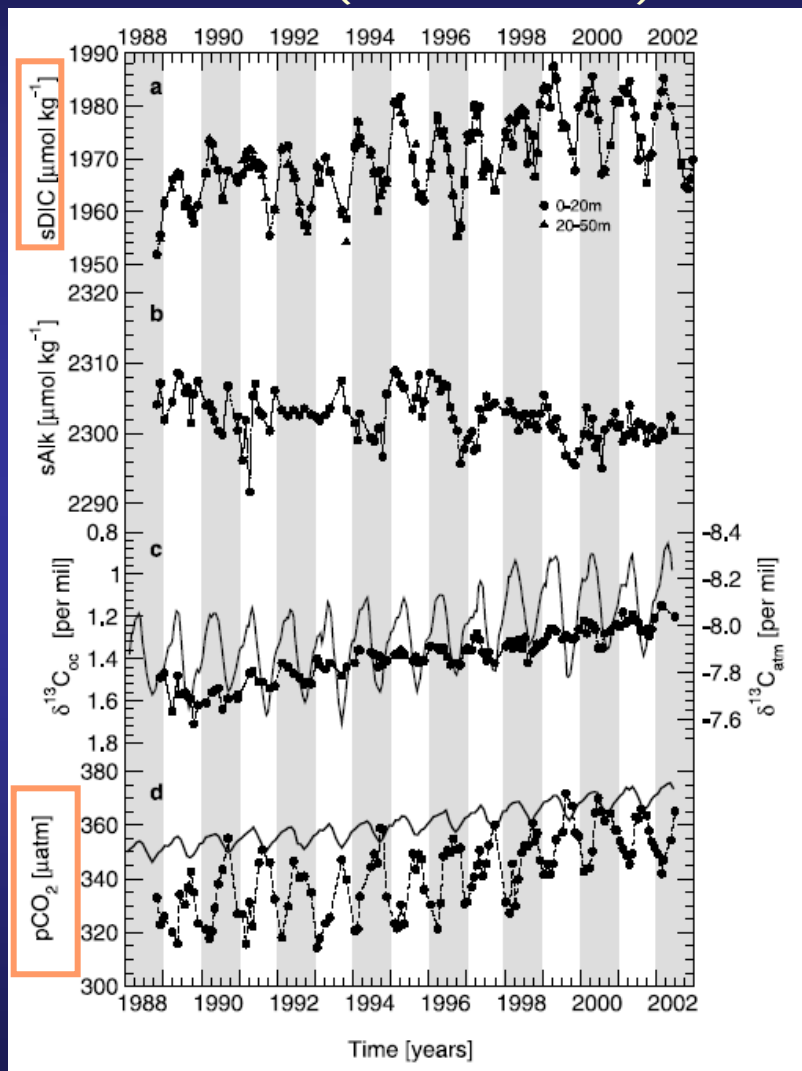 1988 1990 1992 1994 1996 1998 2000 2002
a
1990
1980
1970
1960
1950
sDIC [μmol kg⁻¹]
0-20m
20-50m
b
2320
2310
2300
2290
sAlk [μmol kg⁻¹]
c
0.8
1
1.2
1.4
1.6
1.8
δ¹³Coc [per mil]
-8.4
-8.2
-8.0
-7.8
-7.6
δ¹³Catm [per mil]
d
380
360
340
320
300
pCO₂ [μatm]
1988 1990 1992 1994 1996 1998 2000 2002
Time [years]